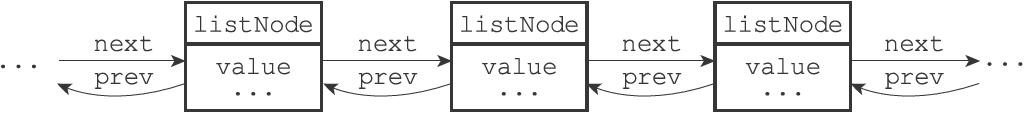 listNode listNode listNode
next next next next
... prev value prev value prev value prev ...
... ... ...